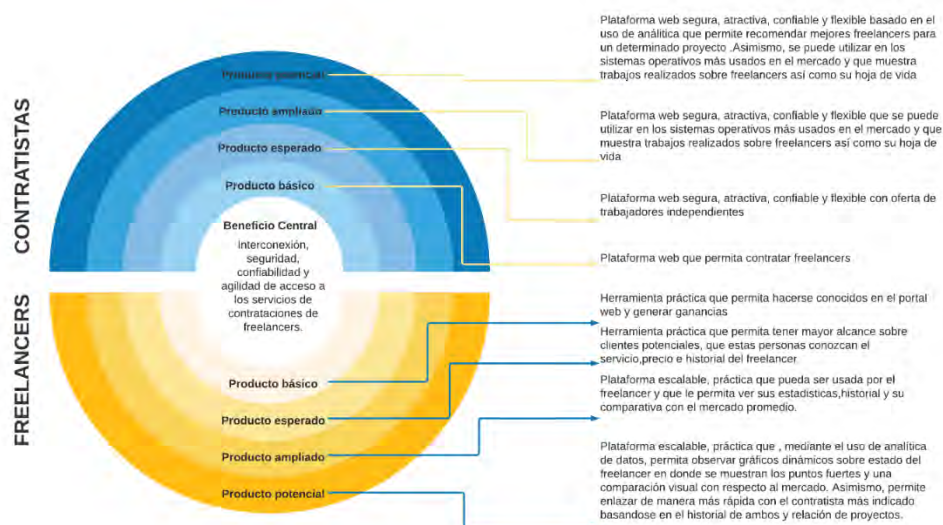 CONTRATISTAS
Producto potencial
Producto ampliado
Producto esperado
Producto básico
Beneficio Central
Interconexión,
seguridad,
confiabilidad y
agilidad de acceso a
los servicios de
contrataciones de
freelancers.
Plataforma web segura, atractiva, confiable y flexible basado en el
uso de análitica que permite recomendar mejores freelancers para
un determinado proyecto .Asimismo, se puede utilizar en los
sistemas operativos más usados en el mercado y que muestra
trabajos realizados sobre freelancers así como su hoja de vida
Plataforma web segura, atractiva, confiable y flexible que se puede
utilizar en los sistemas operativos más usados en el mercado y que
muestra trabajos realizados sobre freelancers así como su hoja de
vida
Plataforma web segura, atractiva, confiable y flexible con oferta de
trabajadores independientes
Plataforma web que permita contratar freelancers
FREELANCERS
Producto básico
Producto esperado
Producto ampliado
Producto potencial
Herramienta práctica que permita hacerse conocidos en el portal
web y generar ganancias
Herramienta práctica que permita tener mayor alcance sobre
clientes potenciales, que estas personas conozcan el
servicio,precio e historial del freelancer
Plataforma escalable, práctica que pueda ser usada por el
freelancer y que le permita ver sus estadísticas,historial y su
comparativa con el mercado promedio.
Plataforma escalable, práctica que , mediante el uso de analítica
de datos, permita observar gráficos dinámicos sobre estado del
freelancer en donde se muestran los puntos fuertes y una
comparación visual con respecto al mercado. Asimismo, permite
enlazar de manera más rápida con el contratista más indicado
basandose en el historial de ambos y relación de proyectos.